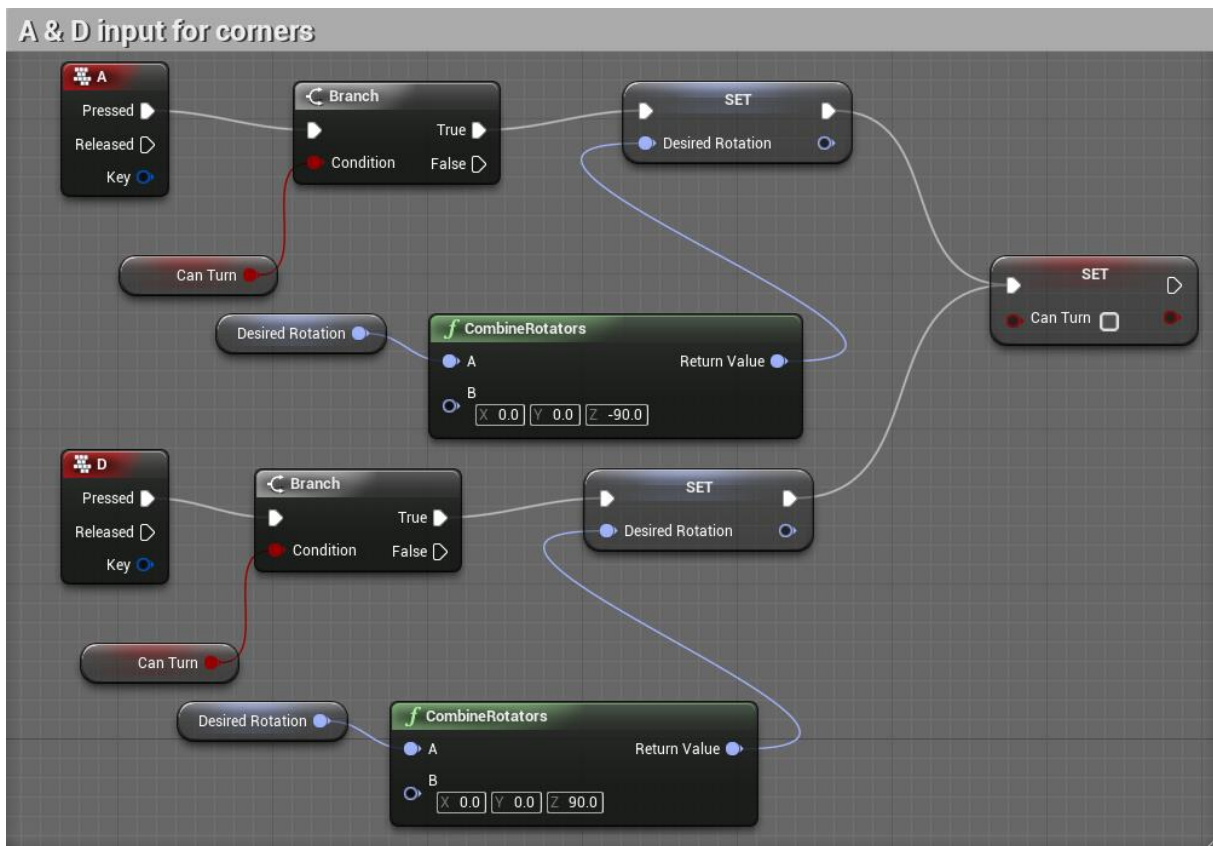 A & D input for corners
A
Pressed
Released
Key
Branch
True
Condition
False
SET
Desired Rotation
Can Turn
SET
Can Turn
Desired Rotation
CombineRotators
A
Return Value
B
X 0.0 Y 0.0 Z -90.0
D
Pressed
Released
Key
Branch
True
Condition
False
SET
Desired Rotation
Can Turn
Desired Rotation
f CombineRotators
A
Return Value
B
X 0.0 Y 0.0 Z 90.0